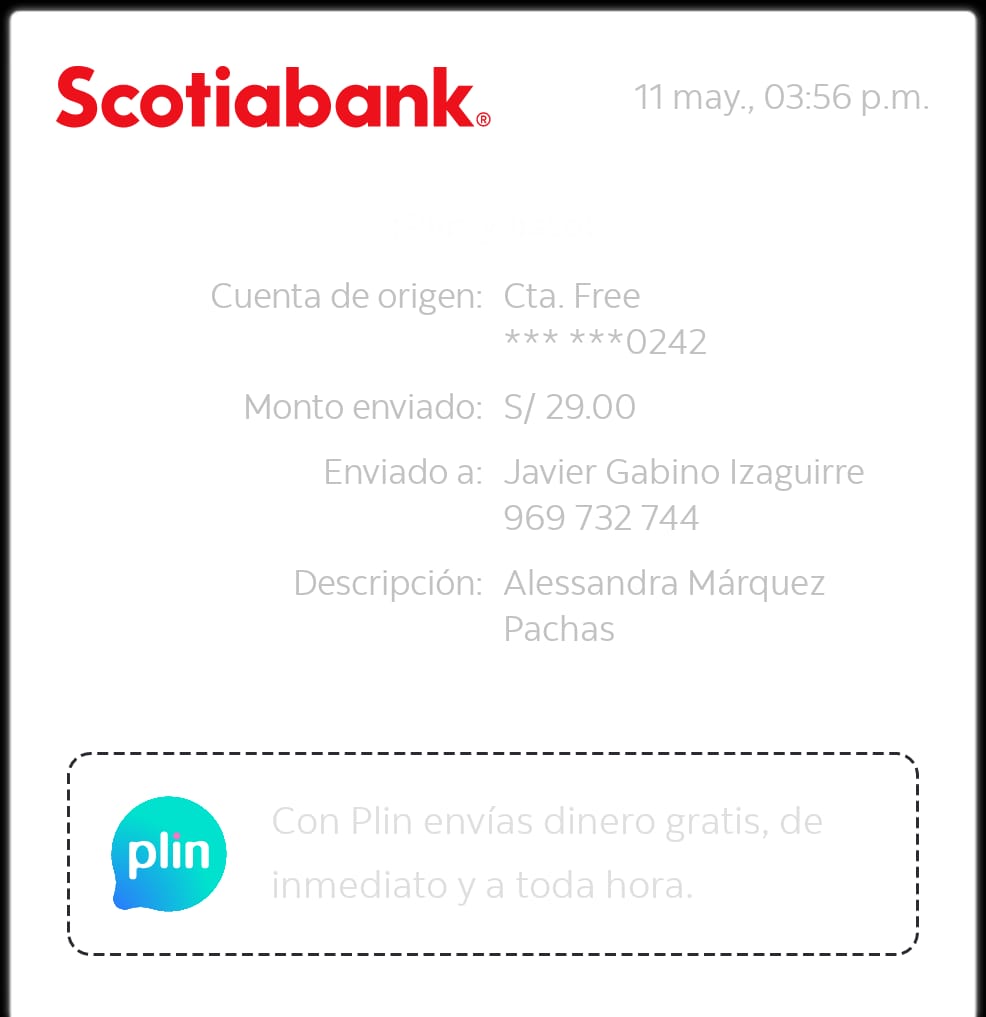 Scotiabank®
11 may., 03:56 p.m.
Cuenta de origen: Cta. Free
*** ***0242
Monto enviado: S/ 29.00
Enviado a: Javier Gabino Izaguirre
969 732 744
Descripción: Alessandra Márquez
Pachas
plin
Con Plin envías dinero gratis, de
inmediato y a toda hora.